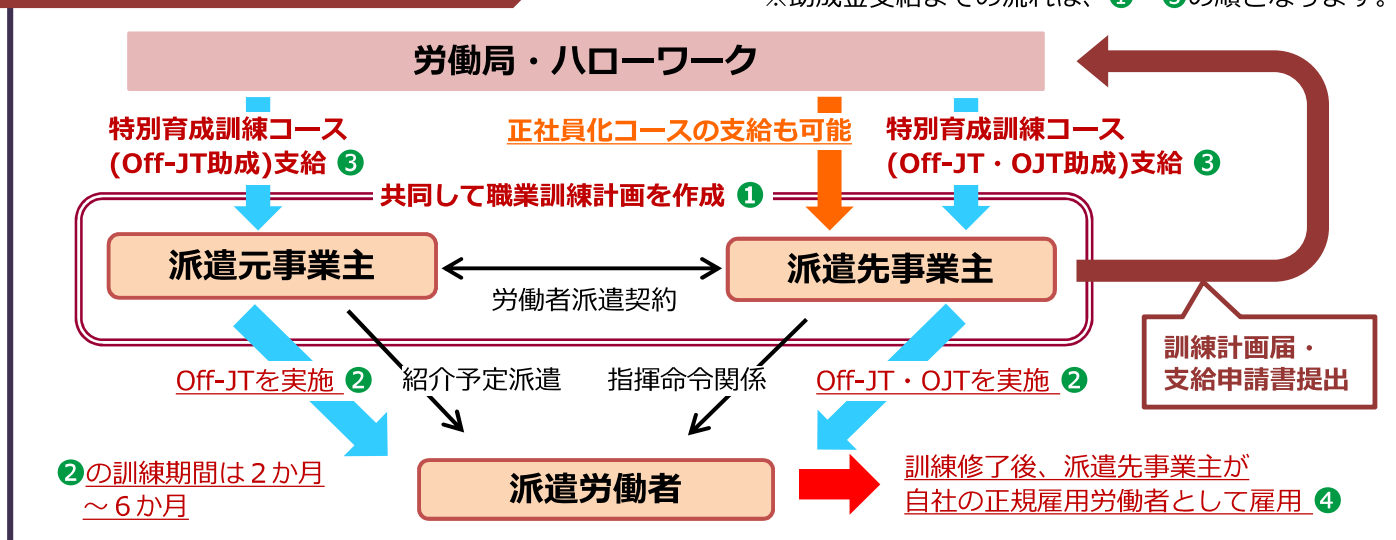 労働局・ハローワーク
特別育成訓練コース
(Off-JT助成)支給 ❸
正社員化コースの支給も可能
特別育成訓練コース
(Off-JT・OJT助成)支給 ❸
共同して職業訓練計画を作成 ❶
派遣元事業主
派遣先事業主
労働者派遣契約
訓練計画届・
支給申請書提出
Off-JTを実施 ❷
紹介予定派遣
指揮命令関係
Off-JT・OJTを実施 ❷
❷の訓練期間は2か月
~6か月
派遣労働者
訓練修了後、派遣先事業主が
自社の正規雇用労働者として雇用 ❹